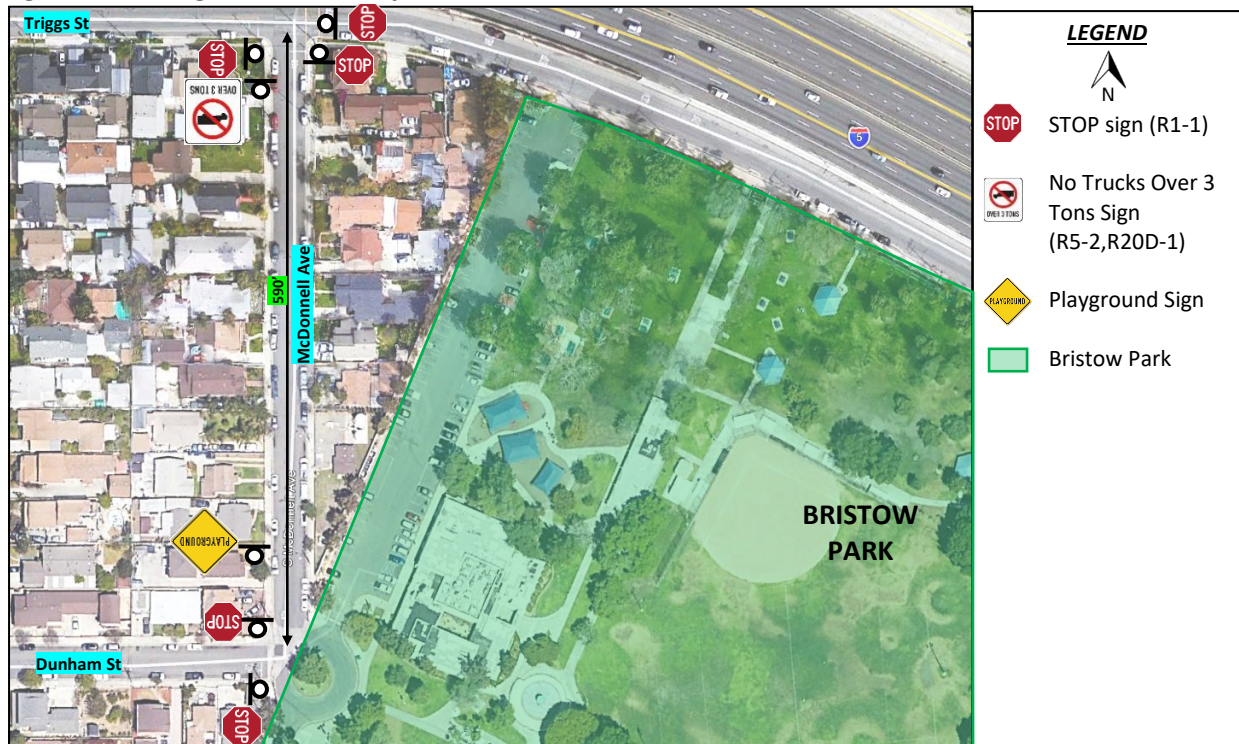 Triggs St
STOP
STOP
STOP
OVER 3 TONS
5
590'
McDonnell Ave
McDonnell Ave
PLAYGROUND
STOP
Dunham St
STOP
BRISTOW
PARK
LEGEND
N
STOP
STOP sign (R1-1)
OVER 3 TONS
No Trucks Over 3
Tons Sign
(R5-2,R20D-1)
PLAYGROUND
Playground Sign
Bristow Park